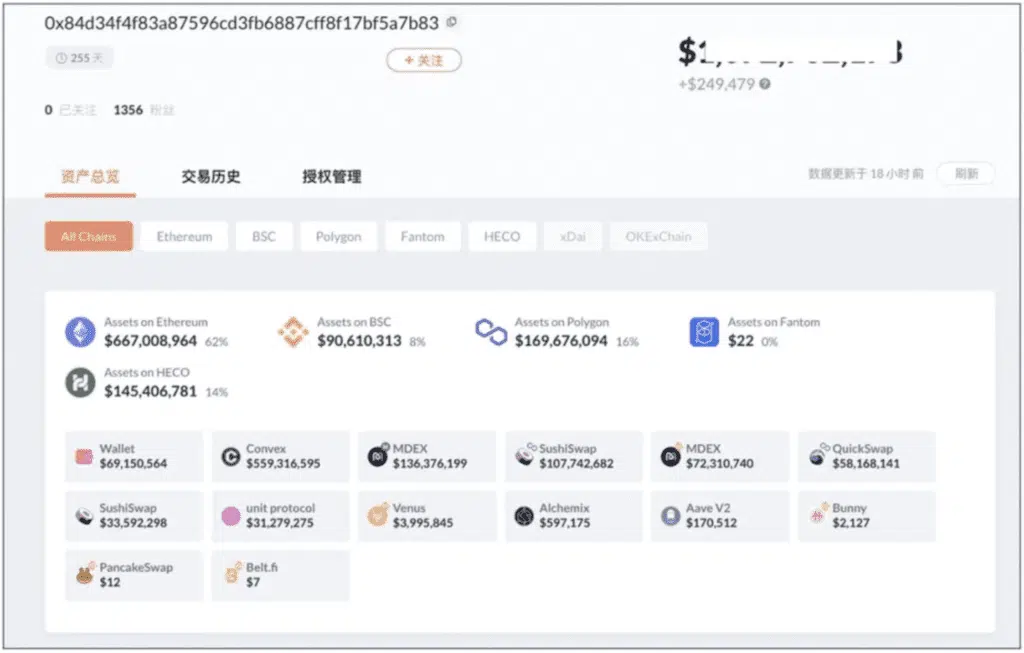 0x84d34f4f83a87596cd3fb6887cff8f17bf5a7b83
255 天
+ 关注
+$249,479
0 已关注 1356 粉丝
资产总览 交易历史 授权管理
数据更新于 18 小时前 刷新
All Chains Ethereum BSC Polygon Fantom HECO xDai OKExChain
Assets on Ethereum
$667,008,964 62%
Assets on BSC
$90,610,313 8%
Assets on Polygon
$169,676,094 16%
Assets on Fantom
$22 0%
Assets on HECO
$145,406,781 14%
Wallet
$69,150,564
Convex
$559,316,595
MDEX
$136,376,199
SushiSwap
$107,742,682
MDEX
$72,310,740
QuickSwap
$58,168,141
SushiSwap
$33,592,298
unit protocol
$31,279,275
Venus
$3,995,845
Alchemix
$597,175
Aave V2
$170,512
Bunny
$2,127
PancakeSwap
$12
Belt.fi
$7